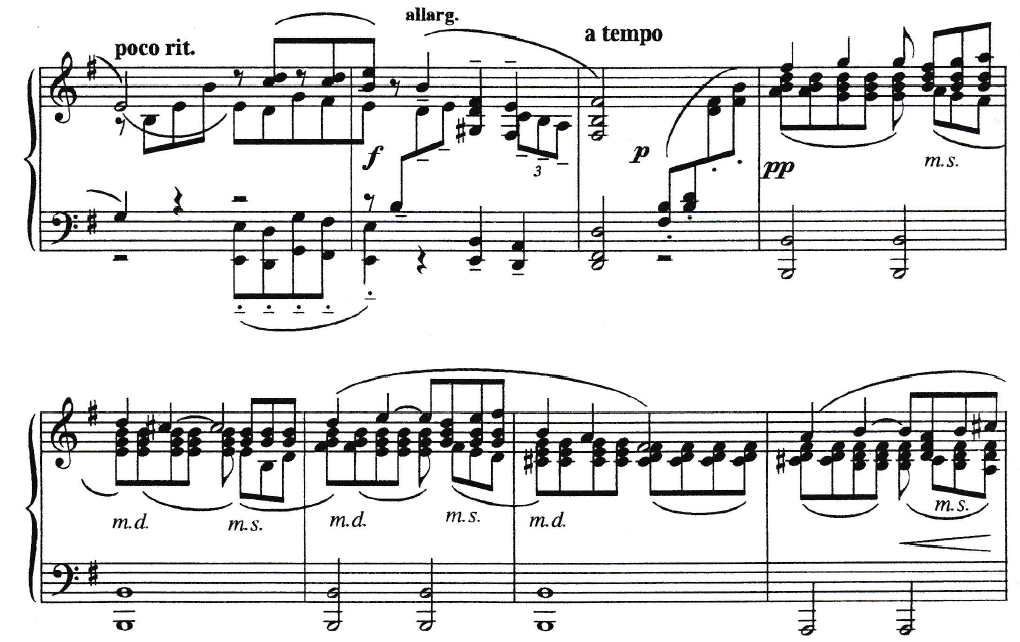 allarg.
poco rit.
a tempo
f
3
p
pp
m.s.
m.d.
m.s.
m.d.
m.s.
m.d.
m.s.